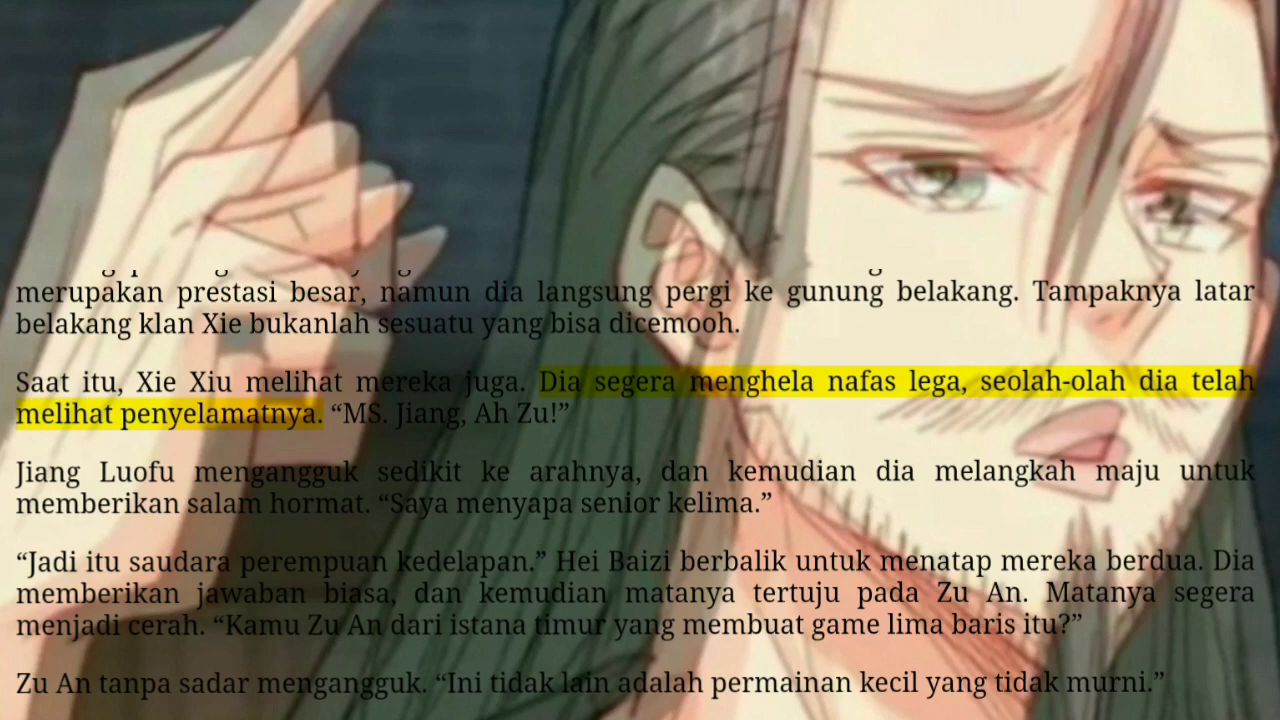 merupakan prestasi besar, namun dia langsung pergi ke gunung belakang. Tampaknya latar
belakang klan Xie bukanlah sesuatu yang bisa dicemooh.
Saat itu, Xie Xiu melihat mereka juga. Dia segera menghela nafas lega, seolah-olah dia telah
melihat penyelamatnya. “MS. Jiang, Ah Zu!”
Jiang Luofu mengangguk sedikit ke arahnya, dan kemudian dia melangkah maju untuk
memberikan salam hormat. “Saya menyapa senior kelima.”
“Jadi itu saudara perempuan kedelapan.” Hei Baizi berbalik untuk menatap mereka berdua. Dia
memberikan jawaban biasa, dan kemudian matanya tertuju pada Zu An. Matanya segera
menjadi cerah. “Kamu Zu An dari istana timur yang membuat game lima baris itu?”
Zu An tanpa sadar mengangguk. “Ini tidak lain adalah permainan kecil yang tidak murni.”